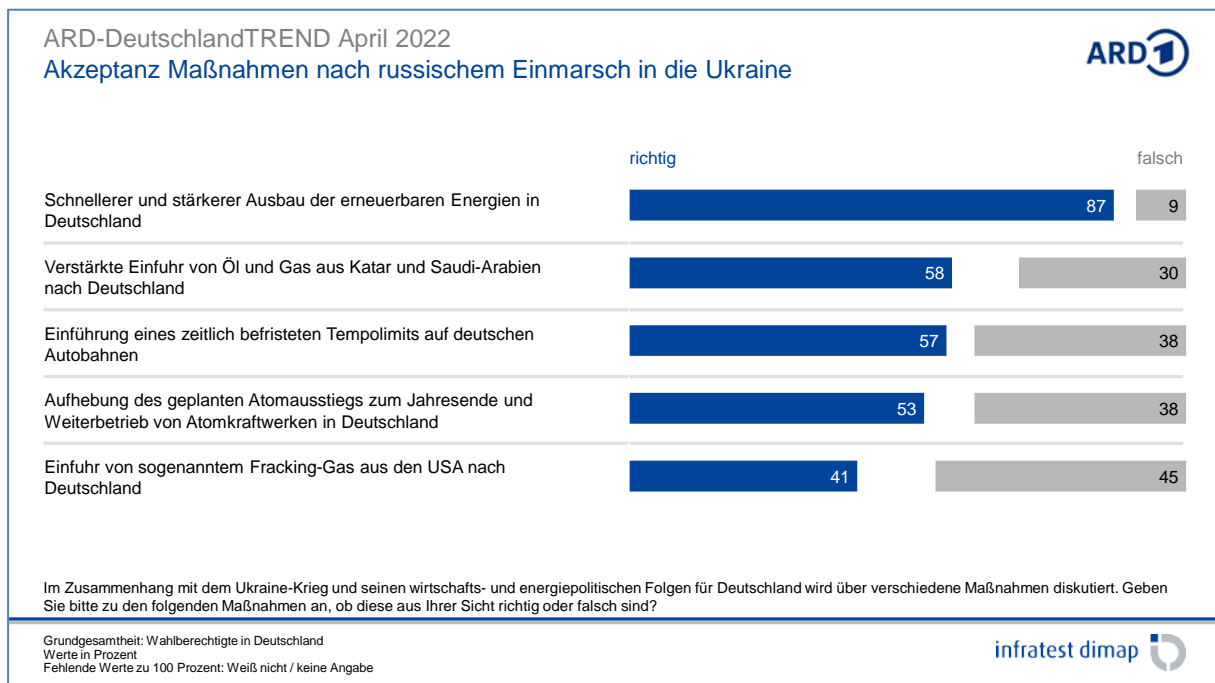 ARD-DeutschlandTREND April 2022
Akzeptanz Maßnahmen nach russischem Einmarsch in die Ukraine
ARD 1
richtig falsch
Schnellerer und stärkerer Ausbau der erneuerbaren Energien in
Deutschland
87 9
Verstärkte Einfuhr von Öl und Gas aus Katar und Saudi-Arabien
nach Deutschland
58 30
Einführung eines zeitlich befristeten Tempolimits auf deutschen
Autobahnen
57 38
Aufhebung des geplanten Atomausstiegs zum Jahresende und
Weiterbetrieb von Atomkraftwerken in Deutschland
53 38
Einfuhr von sogenanntem Fracking-Gas aus den USA nach
Deutschland
41 45
Im Zusammenhang mit dem Ukraine-Krieg und seinen wirtschafts- und energiepolitischen Folgen für Deutschland wird über verschiedene Maßnahmen diskutiert. Geben
Sie bitte zu den folgenden Maßnahmen an, ob diese aus Ihrer Sicht richtig oder falsch sind?
Grundgesamtheit: Wahlberechtigte in Deutschland
Werte in Prozent
Fehlende Werte zu 100 Prozent: Weiß nicht / keine Angabe
infratest dimap